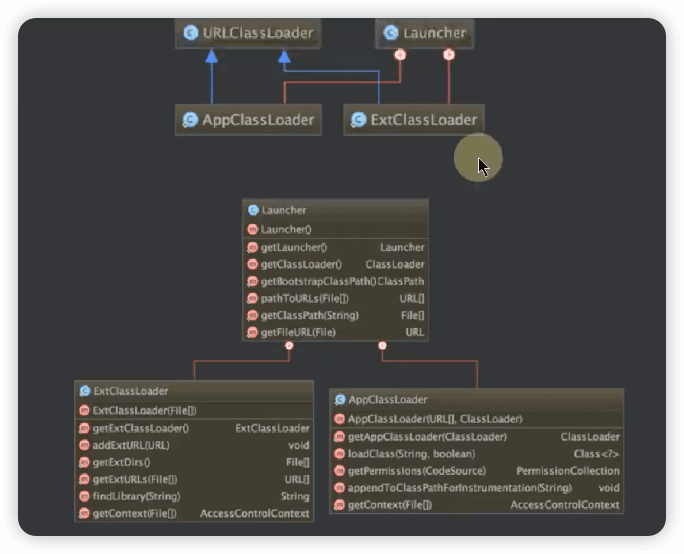 URLClassLoader
Launcher
AppClassLoader
ExtClassLoader
Launcher
Launcher()
getLauncher() Launcher
getClassLoader() ClassLoader
getBootstrapClassPath() ClassPath
pathToURLs(File[]) URL[]
getClassPath(String) File[]
getFileURL(File) URL
ExtClassLoader
ExtClassLoader(File[])
getExtClassLoader() ExtClassLoader
addExtURL(URL) void
getExtDirs() File[]
getExtURLs(File[]) URL[]
findLibrary(String) String
getContext(File[]) AccessControlContext
AppClassLoader
AppClassLoader(URL[], ClassLoader)
getAppClassLoader(ClassLoader) ClassLoader
loadClass(String, boolean) Class<?>
getPermissions(CodeSource) PermissionCollection
appendToClassPathForInstrumentation(String) void
getContext(File[]) AccessControlContext